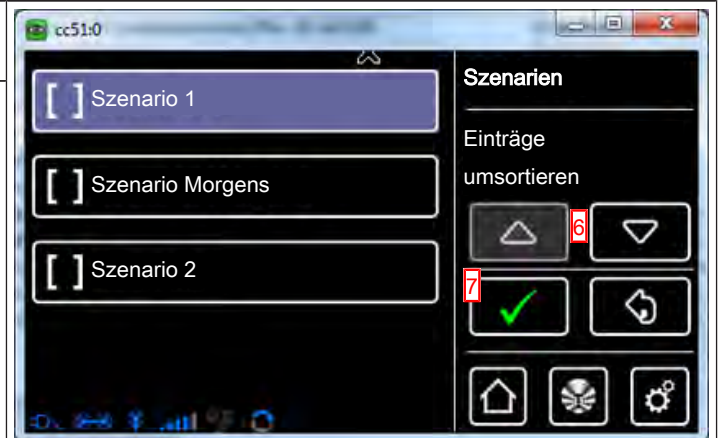 cc51:0
[ ] Szenario 1
[ ] Szenario Morgens
[ ] Szenario 2
Szenarien
Einträge
umsortieren
6
7